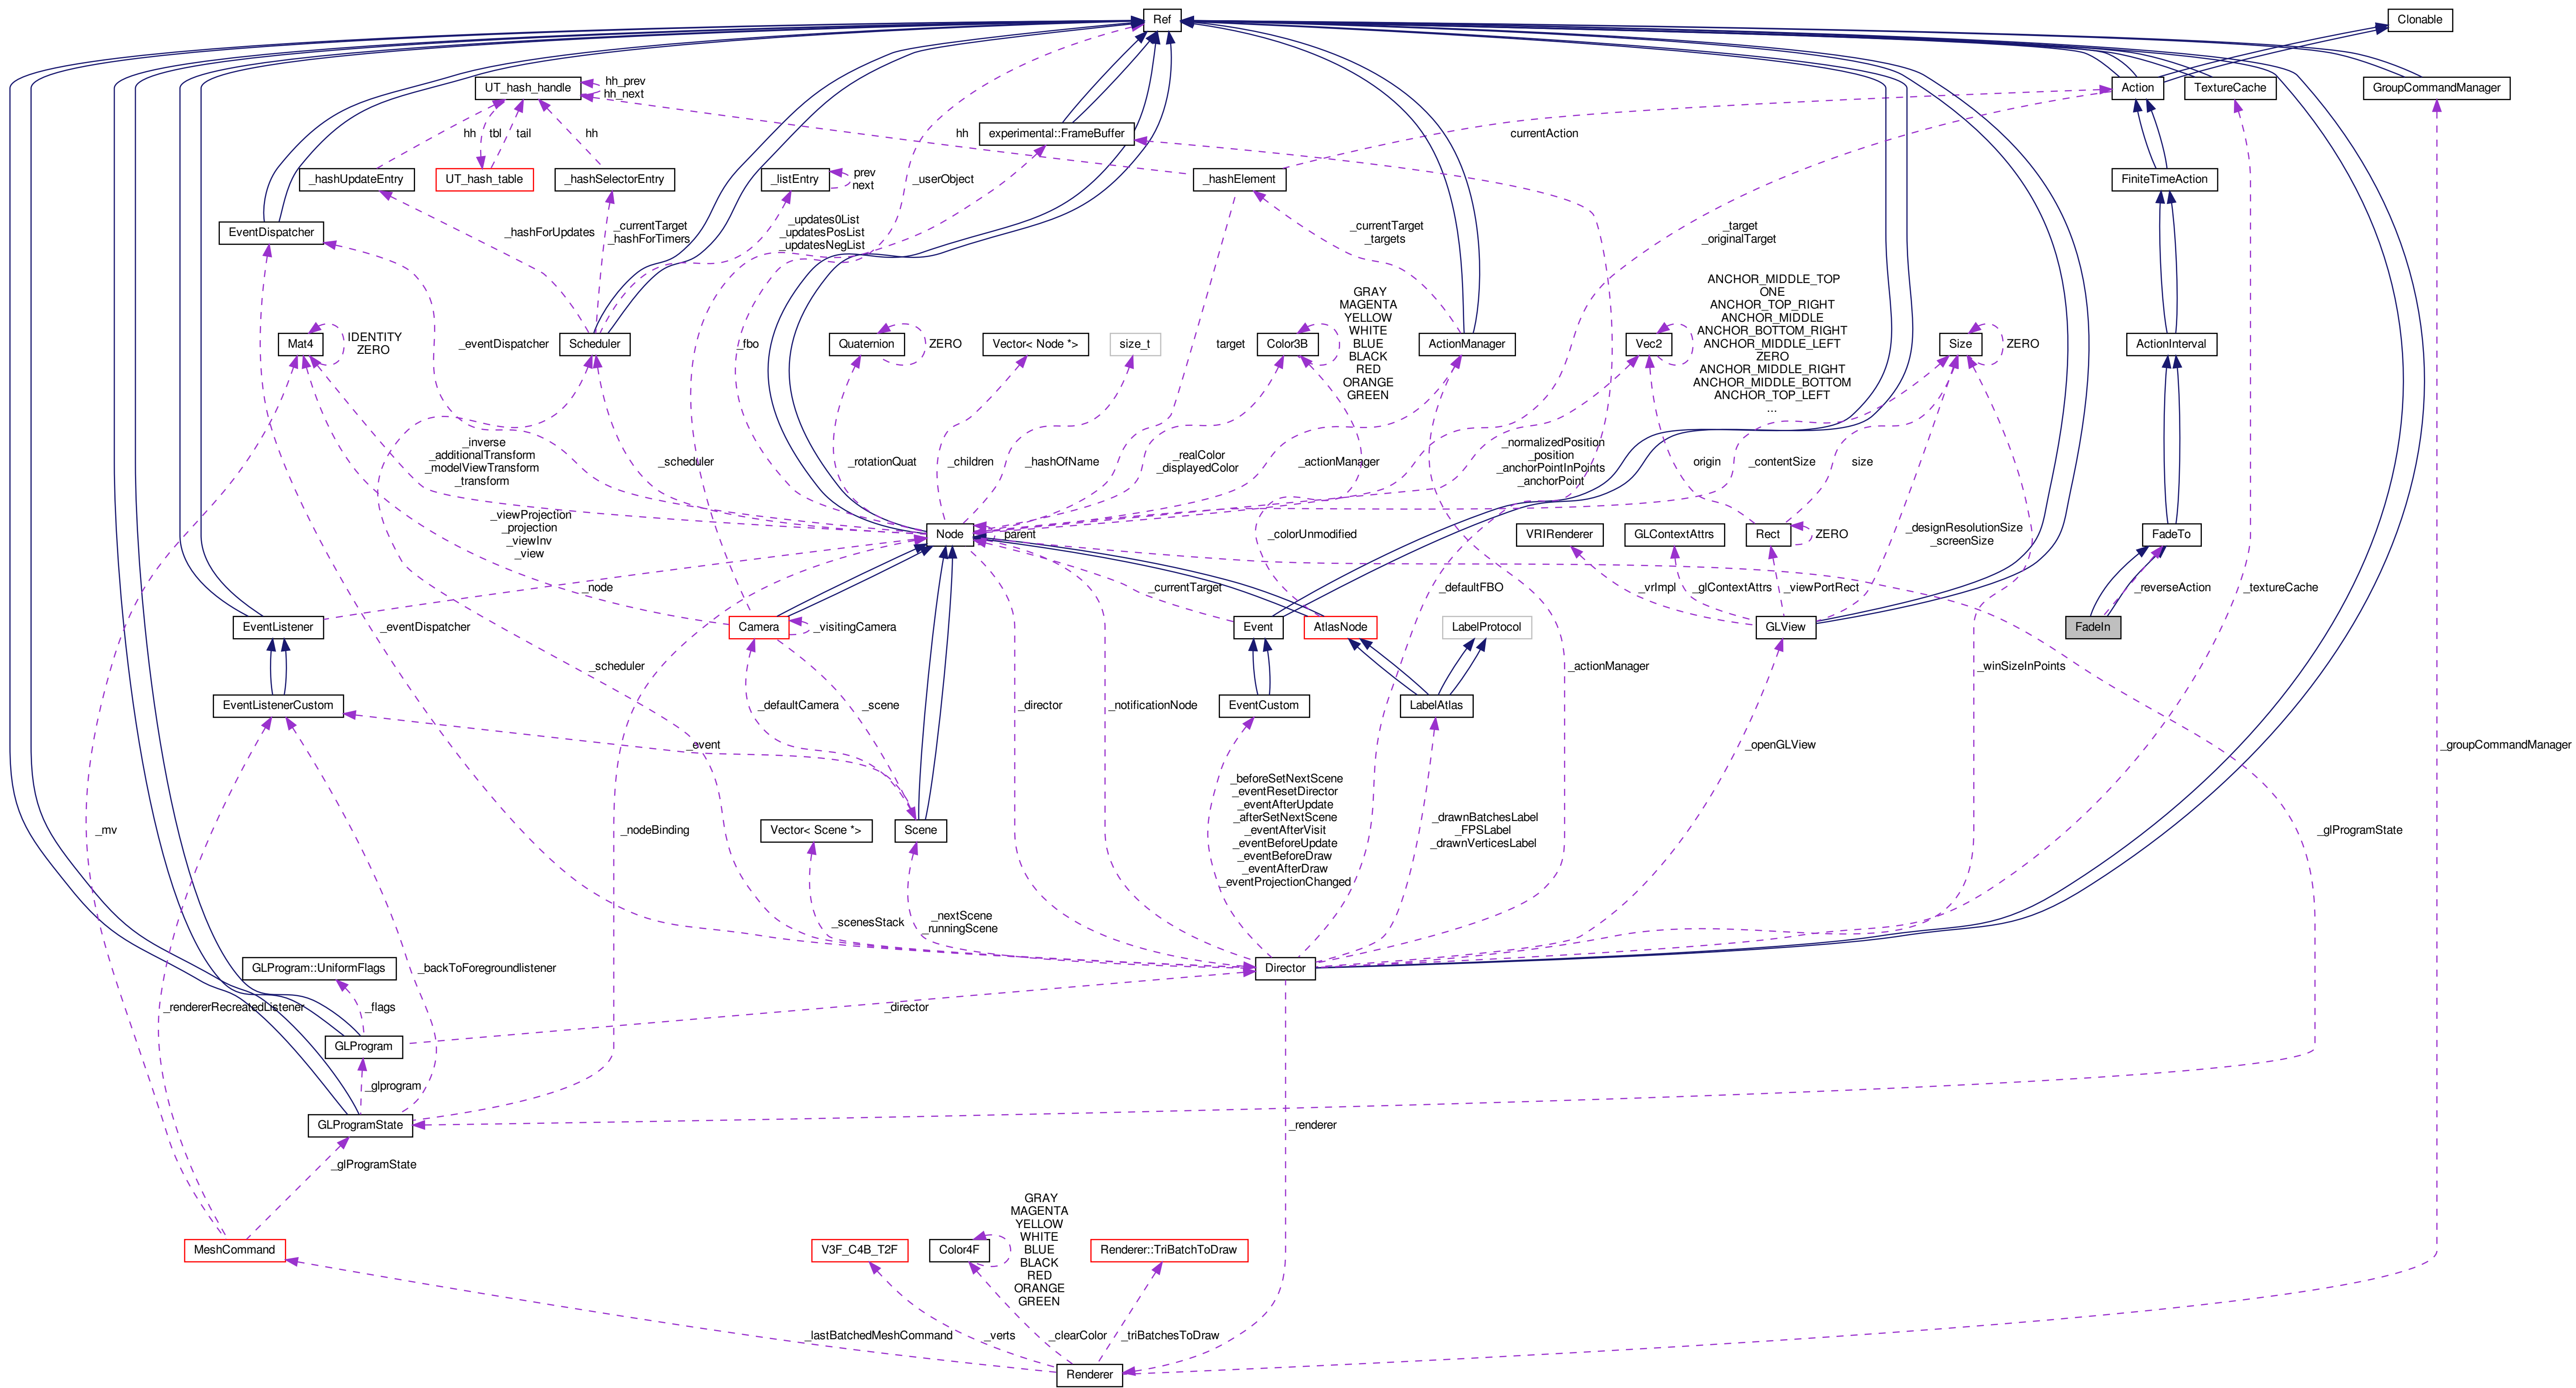 Ref
Clonable
UT_hash_handle
hh_prev
hh_next
Action
TextureCache
GroupCommandManager
hh
tbl
tail
hh
experimental::FrameBuffer
hh
currentAction
_hashUpdateEntry
UT_hash_table
_hashSelectorEntry
_listEntry
prev
next
_userObject
_hashElement
FiniteTimeAction
EventDispatcher
_hashForUpdates
_currentTarget
_hashForTimers
_updates0List
_updatesPosList
_updatesNegList
_currentTarget
_targets
_target
_originalTarget
Mat4
IDENTITY
ZERO
_eventDispatcher
Scheduler
_fbo
Quaternion
ZERO
Vector< Node *>
size_t
target
Color3B
GRAY
MAGENTA
YELLOW
WHITE
BLUE
BLACK
RED
ORANGE
GREEN
ActionManager
Vec2
ANCHOR_MIDDLE_TOP
ONE
ANCHOR_TOP_RIGHT
ANCHOR_MIDDLE
ANCHOR_BOTTOM_RIGHT
ANCHOR_MIDDLE_LEFT
ZERO
ANCHOR_MIDDLE_RIGHT
ANCHOR_MIDDLE_BOTTOM
ANCHOR_TOP_LEFT
...
Size
ZERO
ActionInterval
_inverse
_additionalTransform
_modelViewTransform
_transform
_scheduler
_rotationQuat
_children
_hashOfName
_realColor
_displayedColor
_actionManager
_normalizedPosition
_position
_anchorPointInPoints
_anchorPoint
origin
_contentSize
size
_viewProjection
_projection
_viewInv
_view
Node
_parent
_colorUnmodified
VRIRenderer
GLContextAttrs
Rect
ZERO
_designResolutionSize
_screenSize
FadeTo
_node
_currentTarget
_defaultFBO
_vrImpl
_glContextAttrs
_viewPortRect
_textureCache
_reverseAction
EventListener
_eventDispatcher
Camera
_visitingCamera
Event
AtlasNode
LabelProtocol
GLView
FadeIn
_scheduler
_actionManager
_winSizeInPoints
EventListenerCustom
_defaultCamera
_scene
_director
_notificationNode
EventCustom
LabelAtlas
_event
_openGLView
_groupCommandManager
_mv
_nodeBinding
Vector< Scene *>
Scene
_beforeSetNextScene
_eventResetDirector
_eventAfterUpdate
_afterSetNextScene
_eventAfterVisit
_eventBeforeUpdate
_eventBeforeDraw
_eventAfterDraw
_eventProjectionChanged
_drawnBatchesLabel
_FPSLabel
_drawnVerticesLabel
_glProgramState
_scenesStack
_nextScene
_runningScene
GLProgram::UniformFlags
_backToForegroundlistener
Director
_rendererRecreatedListener
_flags
_director
GLProgram
_glprogram
GLProgramState
_renderer
_glProgramState
MeshCommand
V3F_C4B_T2F
Color4F
GRAY
MAGENTA
YELLOW
WHITE
BLUE
BLACK
RED
ORANGE
GREEN
Renderer::TriBatchToDraw
_lastBatchedMeshCommand
_verts
_clearColor
_triBatchesToDraw
Renderer